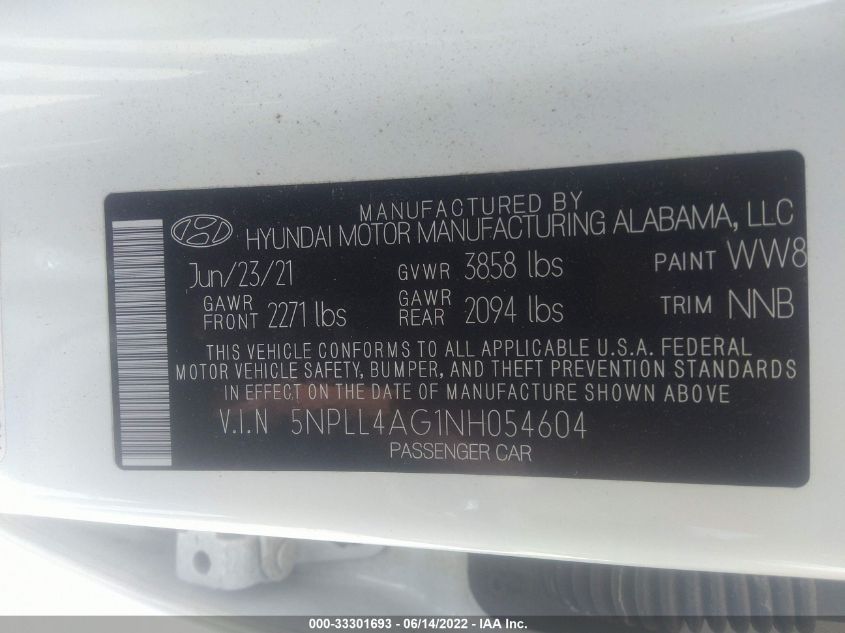 MANUFACTURED BY
HYUNDAI MOTOR MANUFACTURING ALABAMA, LLC
Jun/23/21 GVWR 3858 lbs PAINT WW8
GAWR FRONT 2271 lbs GAWR REAR 2094 lbs TRIM NNB
THIS VEHICLE CONFORMS TO ALL APPLICABLE U.S.A. FEDERAL
MOTOR VEHICLE SAFETY, BUMPER, AND THEFT PREVENTION STANDARDS
IN EFFECT ON THE DATE OF MANUFACTURE SHOWN ABOVE
V.I.N 5NPLL4AG1NH054604
PASSENGER CAR
000-33301693 - 06/14/2022 - IAA Inc.